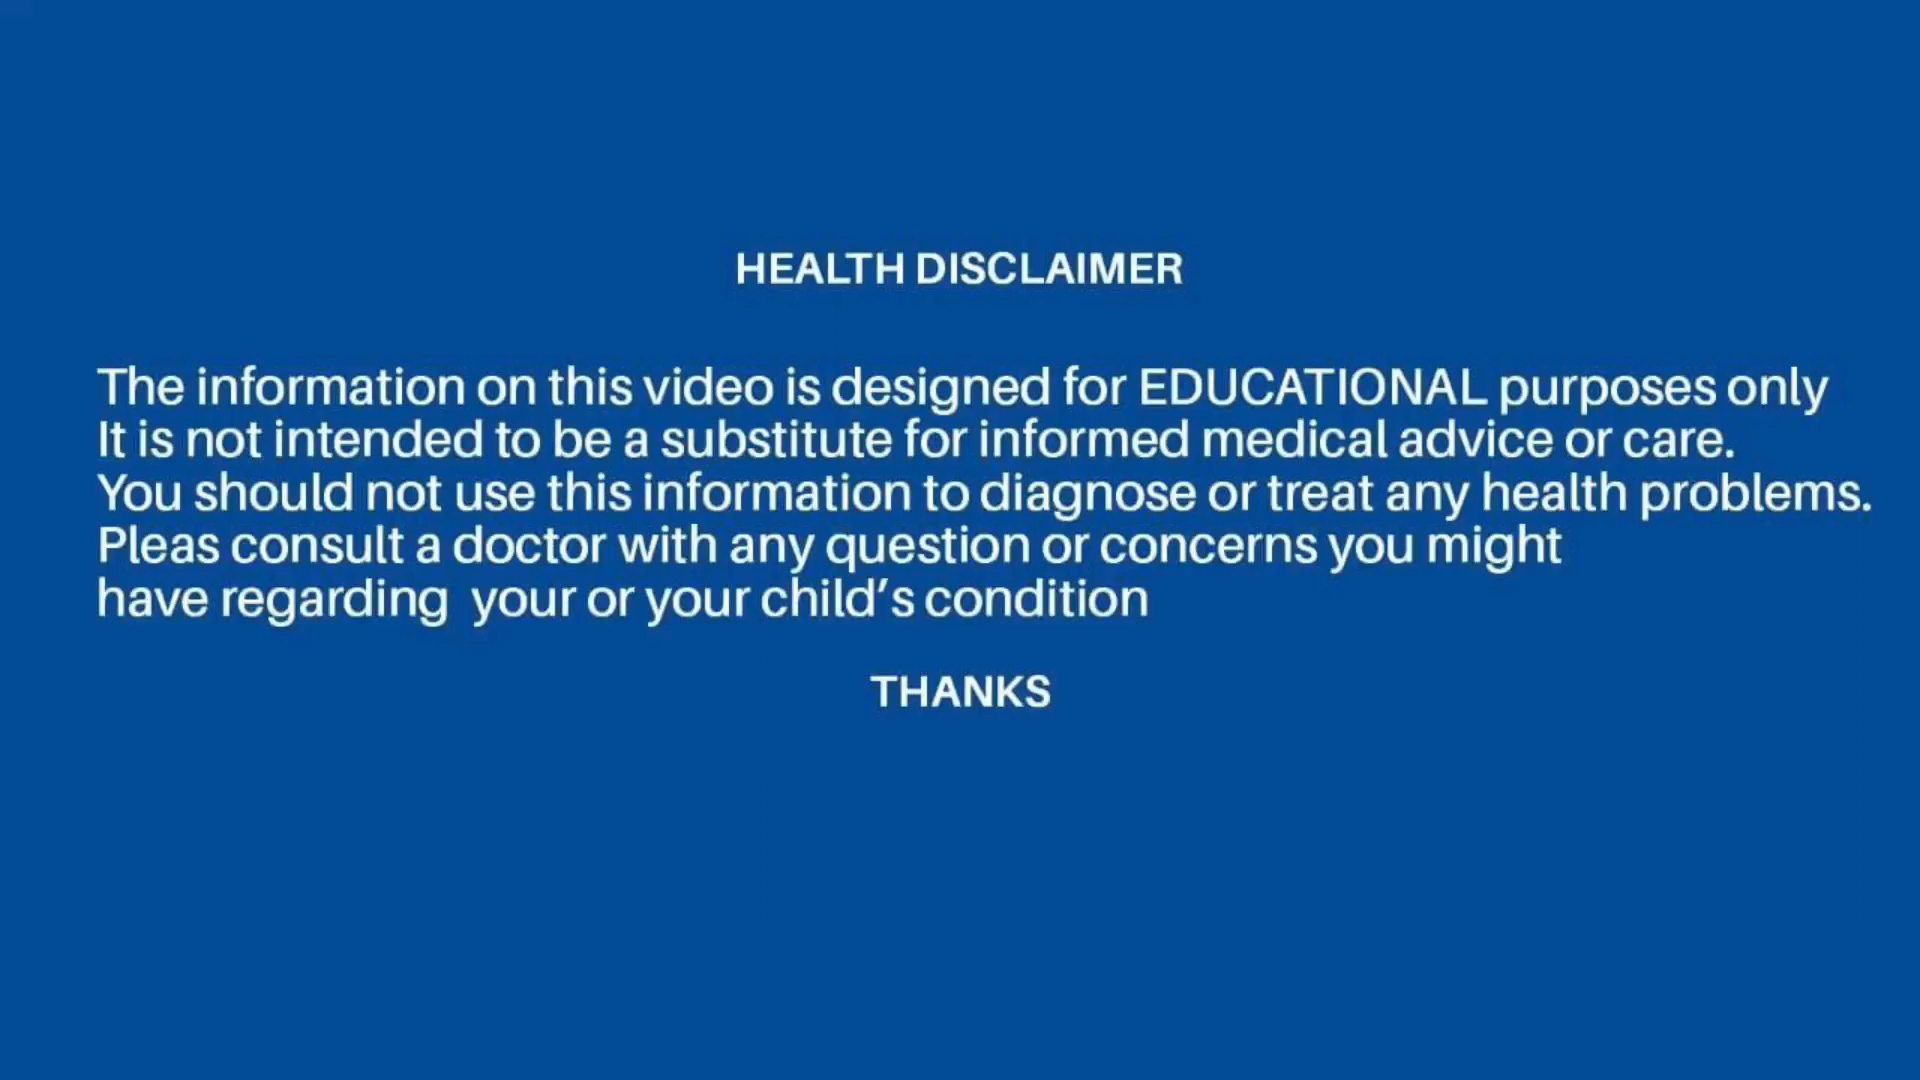 HEALTH DISCLAIMER
The information on this video is designed for EDUCATIONAL purposes only
It is not intended to be a substitute for informed medical advice or care.
You should not use this information to diagnose or treat any health problems.
Pleas consult a doctor with any question or concerns you might
have regarding  your or your child’s condition
THANKS